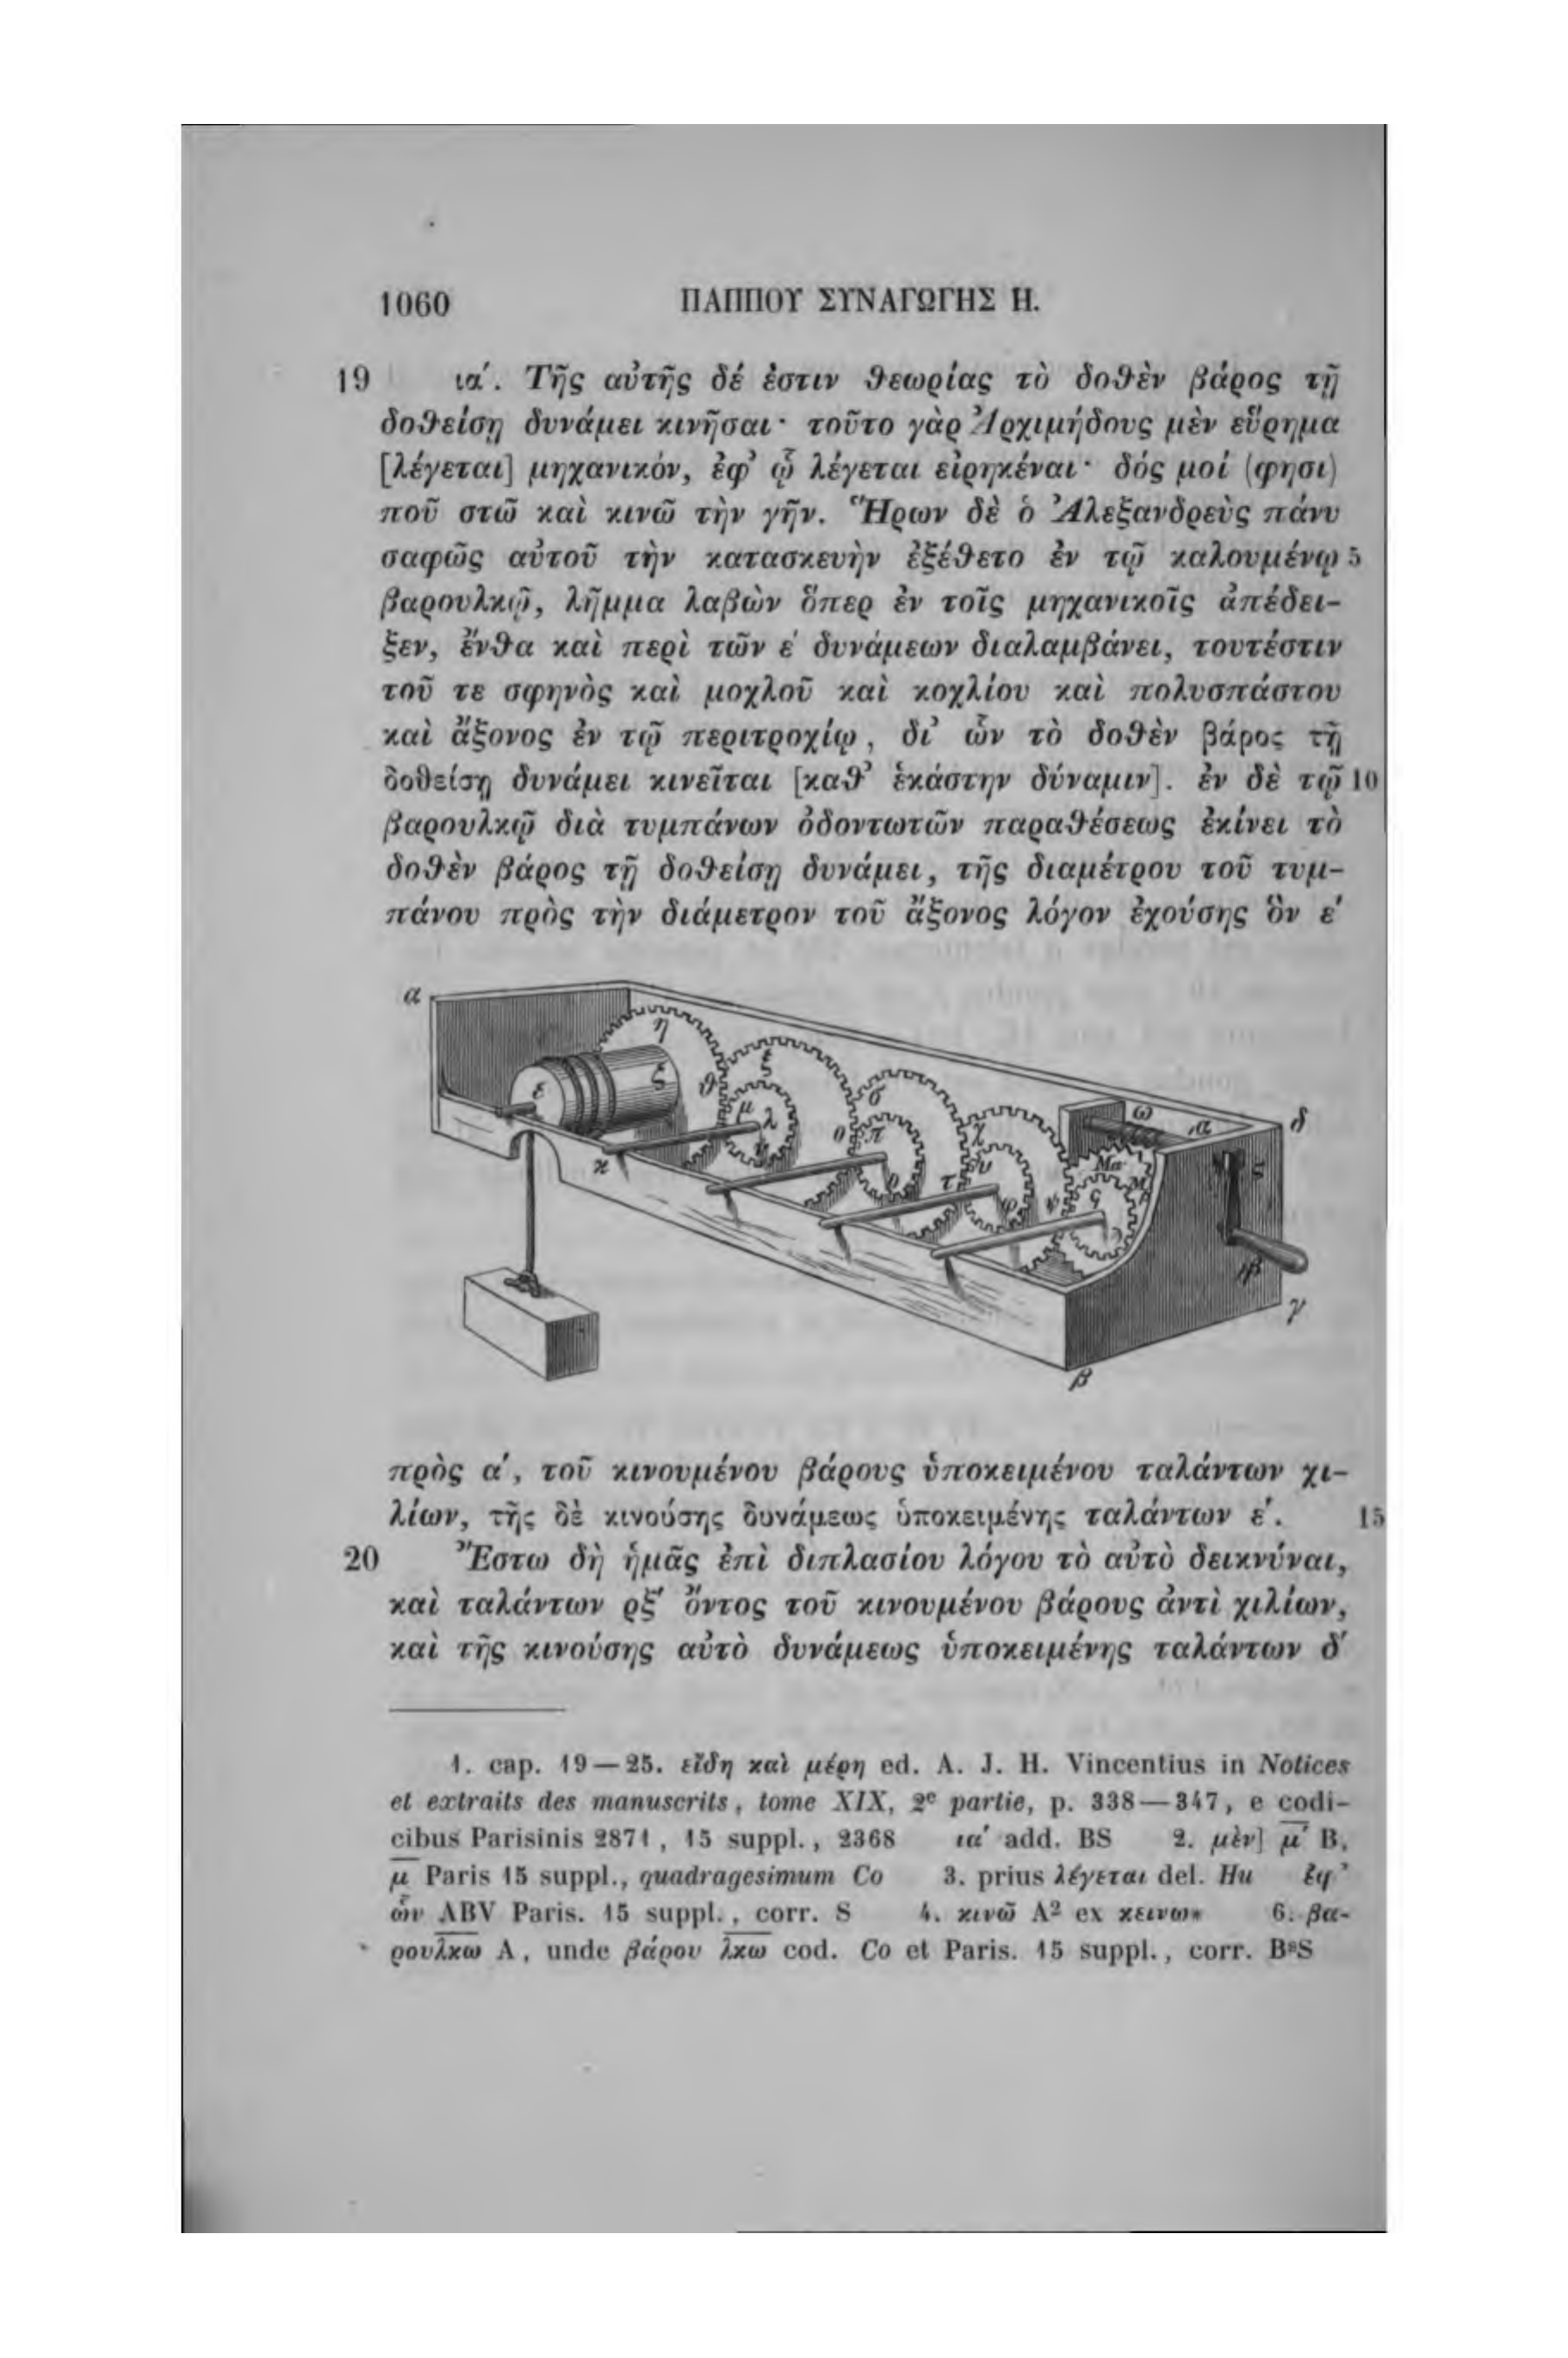 1060 ΠΑΠΠΟΥ ΣΥΝΑΓΩΓΗΣ Η.
19 ια΄. Τῆς αὐτῆς δέ ἐστιν θεωρίας τὸ δοθὲν βάρος τῇ
δοθείσῃ δυνάμει κινῆσαι· τοῦτο γὰρ Ἀρχιμήδους μὲν εὕρημα
[λέγεται] μηχανικόν, ἐφ᾽ ᾧ λέγεται εἰρηκέναι· δός μοί (φησι)
ποῦ στῶ καὶ κινῶ τὴν γῆν. Ἥρων δὲ ὁ Ἀλεξανδρεὺς πάνυ
σαφῶς αὐτοῦ τὴν κατασκευὴν ἐξέθετο ἐν τῷ καλουμένῳ 5
βαρουλκῷ, λῆμμα λαβὼν ὅπερ ἐν τοῖς μηχανικοῖς ἀπέδει-
ξεν, ἔνθα καὶ περὶ τῶν ε΄ δυνάμεων διαλαμβάνει, τουτέστιν
τοῦ τε σφηνὸς καὶ μοχλοῦ καὶ κοχλίου καὶ πολυσπάστου
καὶ ἄξονος ἐν τῷ περιτροχίῳ, δι᾽ ὧν τὸ δοθὲν βάρος τῇ
δοθείσῃ δυνάμει κινεῖται [καθ᾽ ἑκάστην δύναμιν]. ἐν δὲ τῷ 10
βαρουλκῷ διὰ τυμπάνων ὀδοντωτῶν παραθέσεως ἐκίνει τὸ
δοθὲν βάρος τῇ δοθείσῃ δυνάμει, τῆς διαμέτρου τοῦ τυμ-
πάνου πρὸς τὴν διάμετρον τοῦ ἄξονος λόγον ἐχούσης ὃν ε΄
α
η
ε
ξ
ϑ
ξ
μ
λ
κ
σ
ο
π
ρ
χ
τ
υ
φ
ψ
ω
͵α
δ
Μα
ς
ς
͵β
γ
β
πρὸς α΄, τοῦ κινουμένου βάρους ὑποκειμένου ταλάντων χι-
λίων, τῆς δὲ κινούσης δυνάμεως ὑποκειμένης ταλάντων ε΄. 15
20 Ἔστω δὴ ἡμᾶς ἐπὶ διπλασίου λόγου τὸ αὐτὸ δεικνύναι,
καὶ ταλάντων ρξ΄ ὄντος τοῦ κινουμένου βάρους ἀντὶ χιλίων,
καὶ τῆς κινούσης αὐτὸ δυνάμεως ὑποκειμένης ταλάντων δ΄
1. cap. 19—25. εἴδη καὶ μέρη ed. A. J. H. Vincentius in Notices
et extraits des manuscrits, tome XIX, 2e partie, p. 338—347, e codi-
cibus Parisinis 2871, 15 suppl., 2368 ια΄ add. BS 2. μὲν] μ̅΄ B,
μ̅ Paris 15 suppl., quadragesimum Co 3. prius λέγεται del. Hu ἐφ᾽
ὧν ABV Paris. 15 suppl., corr. S 4. κινῶ A² ex κεινω* 6. βα-
ρουλκω A, unde βάρου λκω cod. Co et Paris. 15 suppl., corr. BˢS